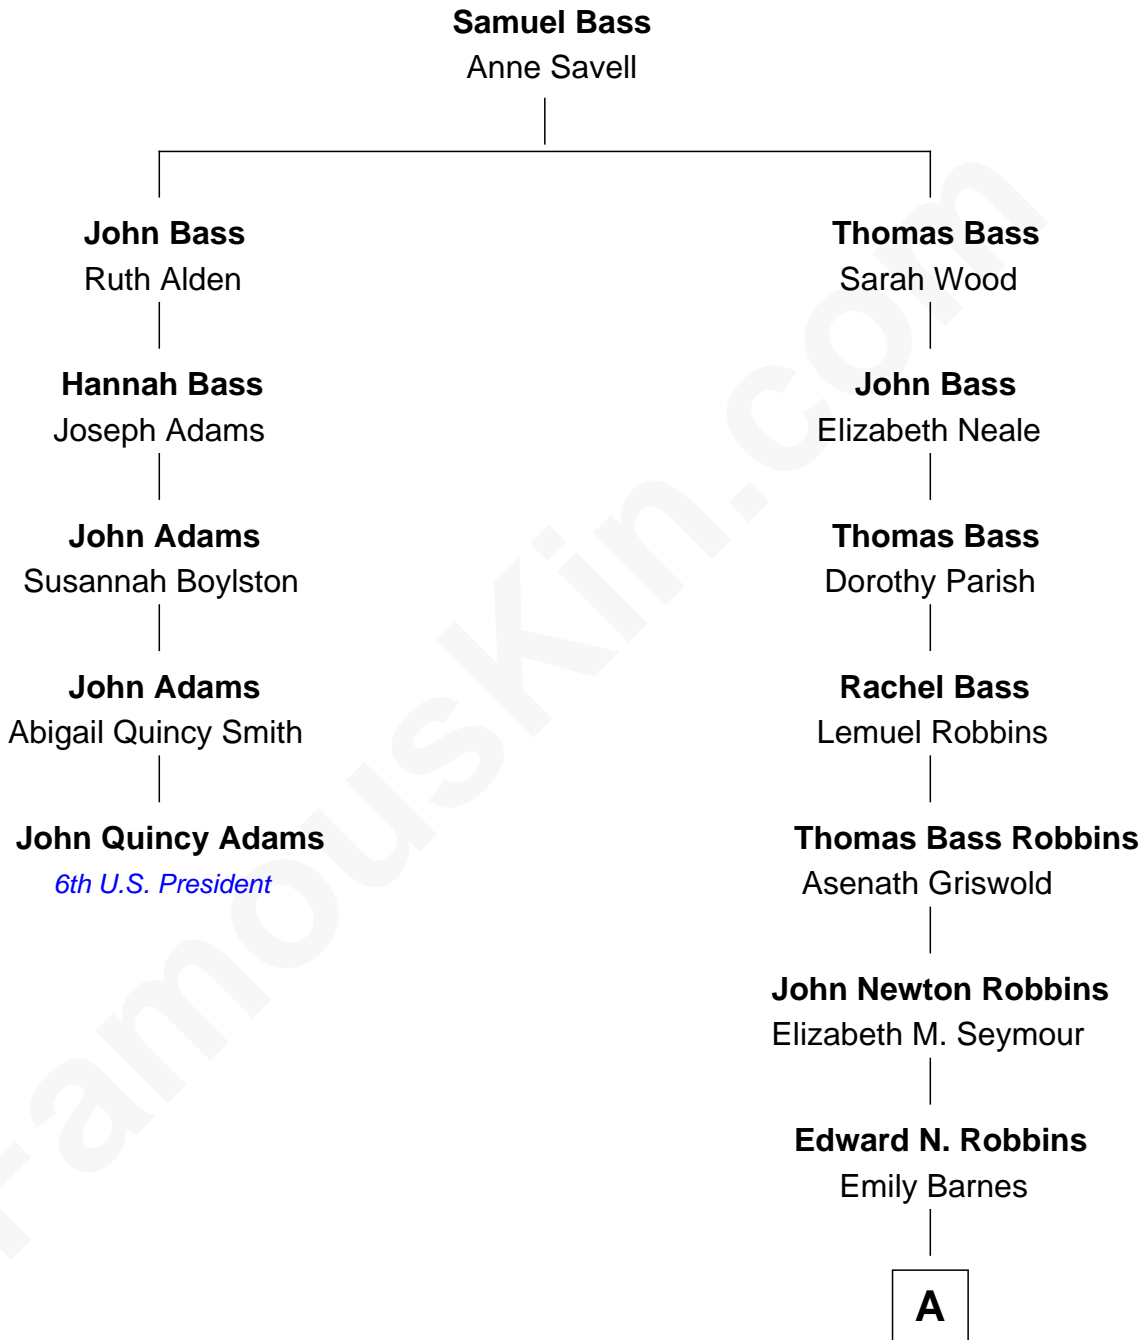 Samuel Bass
Anne Savell
John Bass
Ruth Alden
Thomas Bass
Sarah Wood
Hannah Bass
Joseph Adams
John Bass
Elizabeth Neale
John Adams
Susannah Boylston
Thomas Bass
Dorothy Parish
John Adams
Abigail Quincy Smith
Rachel Bass
Lemuel Robbins
John Quincy Adams
6th U.S. President
Thomas Bass Robbins
Asenath Griswold
John Newton Robbins
Elizabeth M. Seymour
Edward N. Robbins
Emily Barnes
A
FamousKin.com